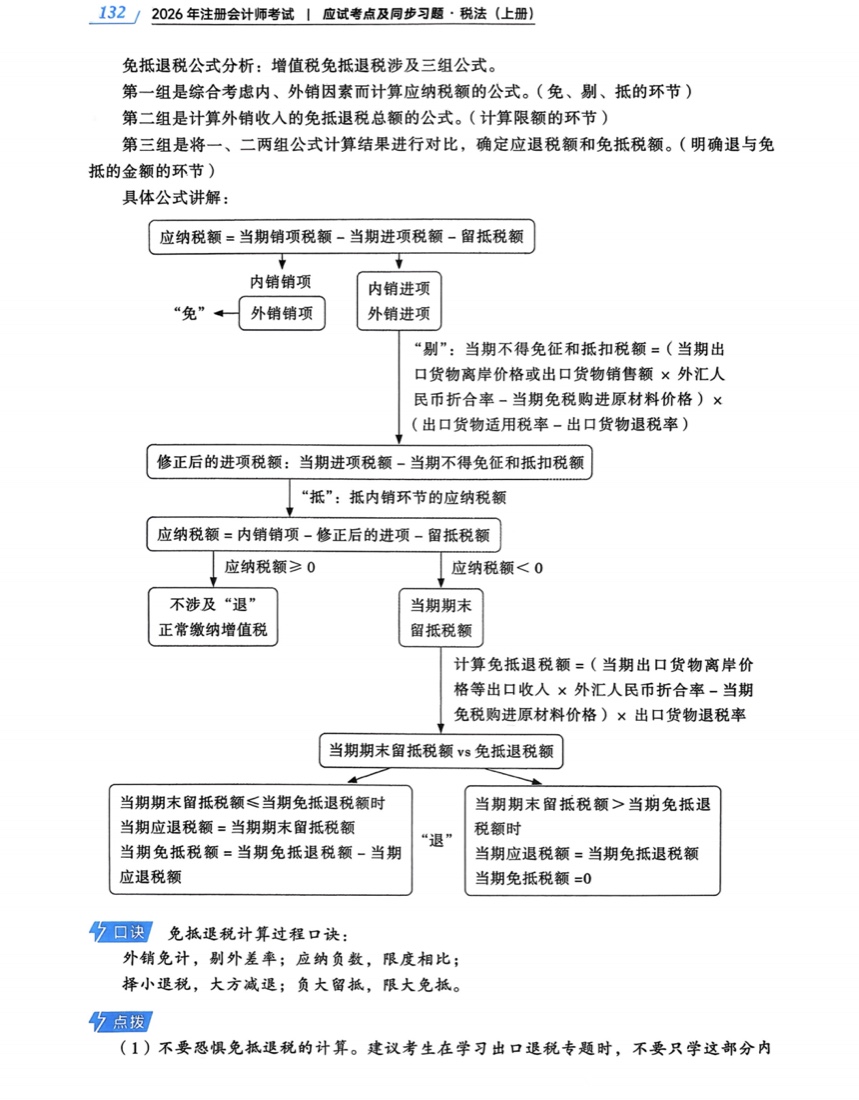 132 2026 年注册会计师考试 | 应试考点及同步习题·税法（上册）
免抵退税公式分析：增值税免抵退税涉及三组公式。
第一组是综合考虑内、外销因素而计算应纳税额的公式。（免、剔、抵的环节）
第二组是计算外销收入的免抵退税总额的公式。（计算限额的环节）
第三组是将一、二两组公式计算结果进行对比，确定应退税额和免抵税额。（明确退与免
抵的金额的环节）
具体公式讲解：
应纳税额 = 当期销项税额 - 当期进项税额 - 留抵税额
内销销项
“免”
外销销项
内销进项
外销进项
“剔”：当期不得免征和抵扣税额 =（当期出
口货物离岸价格或出口货物销售额 × 外汇人
民币折合率 - 当期免税购进原材料价格）×
（出口货物适用税率 - 出口货物退税率）
修正后的进项税额：当期进项税额 - 当期不得免征和抵扣税额
“抵”：抵内销环节的应纳税额
应纳税额 = 内销销项 - 修正后的进项 - 留抵税额
应纳税额 ≥ 0
应纳税额 < 0
不涉及“退”
正常缴纳增值税
当期期末
留抵税额
计算免抵退税额 =（当期出口货物离岸价
格等出口收入 × 外汇人民币折合率 - 当期
免税购进原材料价格）× 出口货物退税率
当期期末留抵税额 vs 免抵退税额
当期期末留抵税额≤当期免抵退税额时
当期应退税额 = 当期期末留抵税额
当期免抵税额 = 当期免抵退税额 - 当期
应退税额
“退”
当期期末留抵税额 > 当期免抵退
税额时
当期应退税额 = 当期免抵退税额
当期免抵税额 =0
口诀 免抵退税计算过程口诀：
外销免计，剔外差率；应纳负数，限度相比；
择小退税，大方减退；负大留抵，限大免抵。
点拨
（1）不要恐惧免抵退税的计算。建议考生在学习出口退税专题时，不要只学这部分内